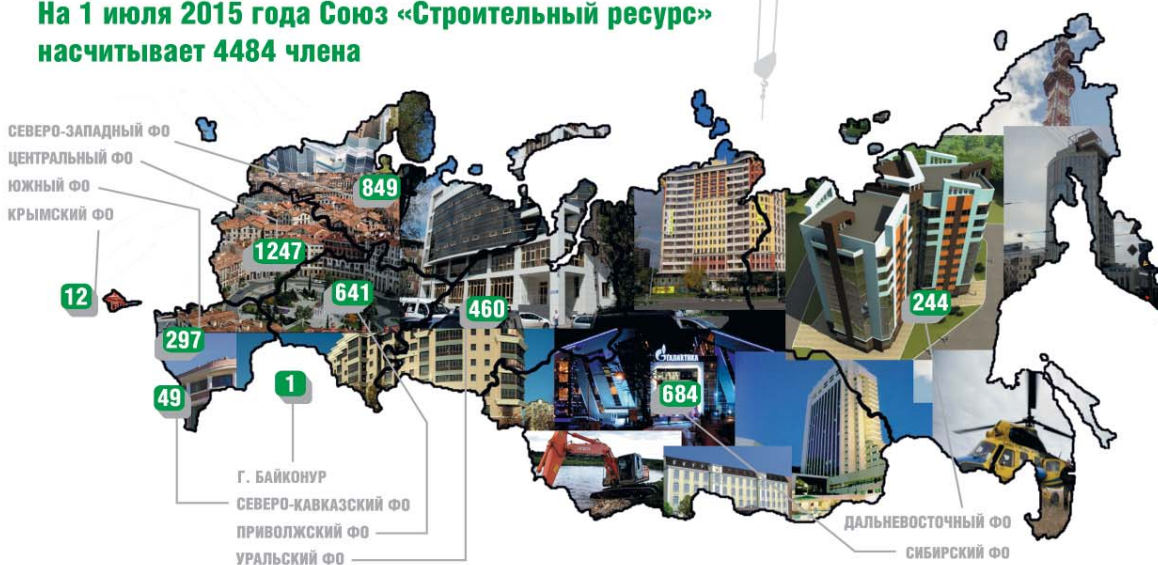 На 1 июля 2015 года Союз «Строительный ресурс»
насчитывает 4484 члена
СЕВЕРО-ЗАПАДНЫЙ ФО
ЦЕНТРАЛЬНЫЙ ФО
ЮЖНЫЙ ФО
КРЫМСКИЙ ФО
849
1247
12
641
460
244
297
49
1
ГАЛАКТИКА
684
Г. БАЙКОНУР
СЕВЕРО-КАВКАЗСКИЙ ФО
ПРИВОЛЖСКИЙ ФО
УРАЛЬСКИЙ ФО
ДАЛЬНЕВОСТОЧНЫЙ ФО
СИБИРСКИЙ ФО